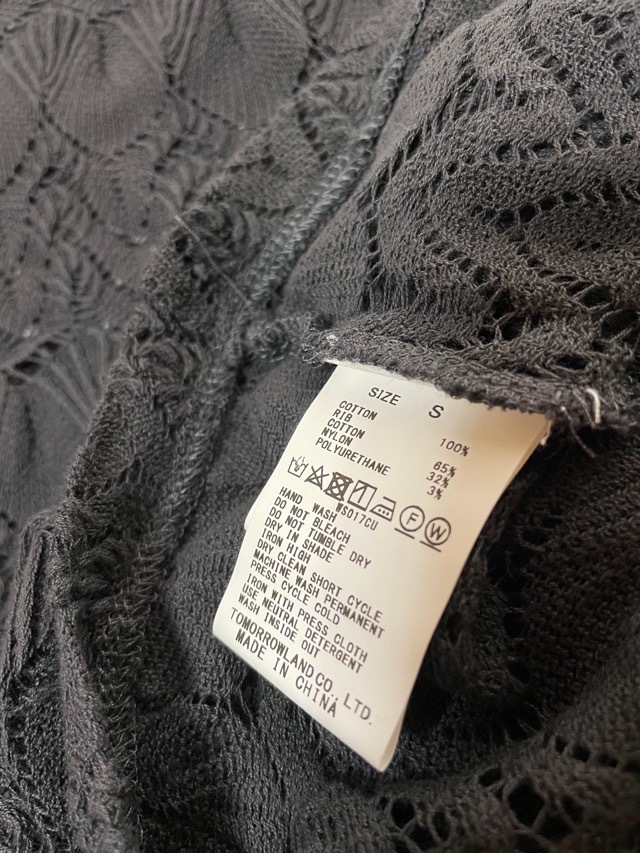 SIZE S
COTTON 100%
RIB
COTTON 65%
NYLON 32%
POLYURETHANE 3%
F W
WS017CU
HAND WASH
DO NOT BLEACH
DO NOT TUMBLE DRY
DRY IN SHADE
IRON HIGH
DRY CLEAN SHORT CYCLE
MACHINE WASH PERMANENT
PRESS CYCLE COLD
IRON WITH PRESS CLOTH
USE NEUTRAL DETERGENT
WASH INSIDE OUT
TOMORROWLAND CO., LTD.
MADE IN CHINA